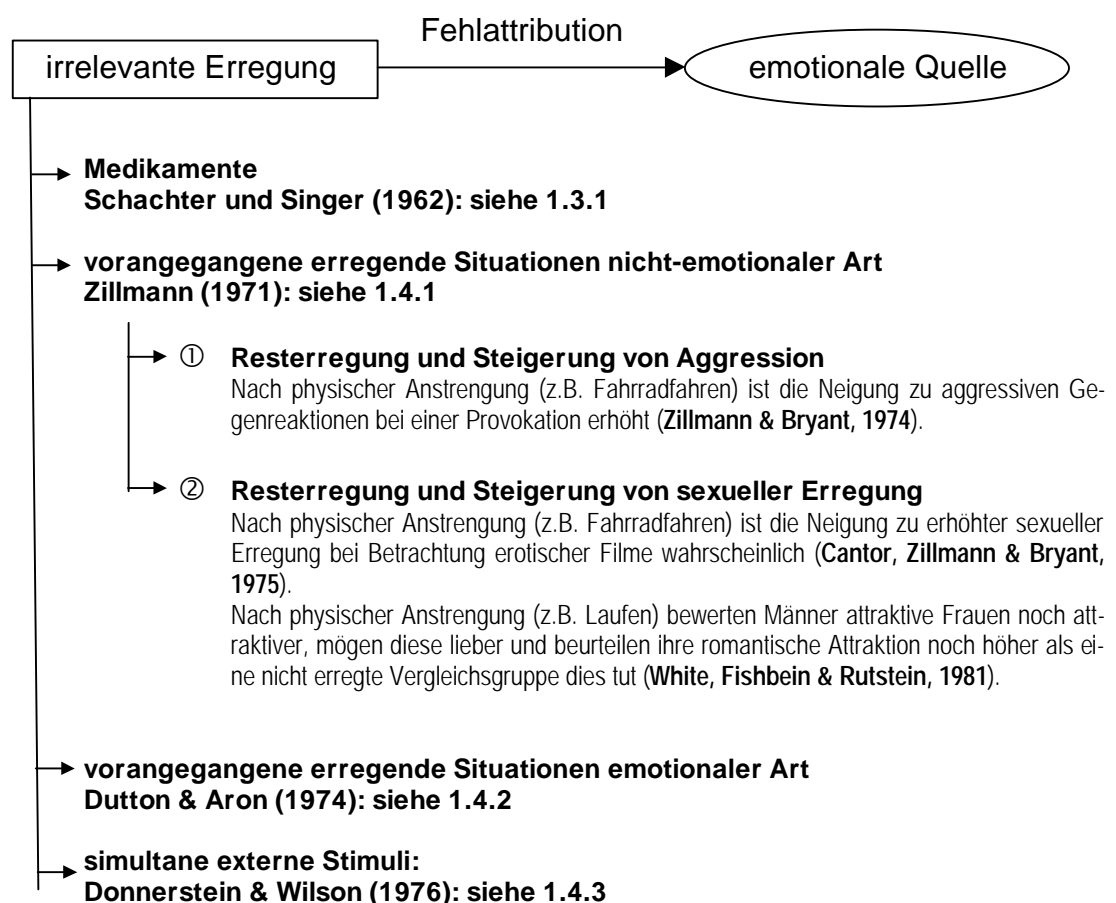 Fehlattribution
irrelevante Erregung
emotionale Quelle
Medikamente
Schachter und Singer (1962): siehe 1.3.1
vorangegangene erregende Situationen nicht-emotionaler Art
Zillmann (1971): siehe 1.4.1
① Resterregung und Steigerung von Aggression
Nach physischer Anstrengung (z.B. Fahrradfahren) ist die Neigung zu aggressiven Ge-
genreaktionen bei einer Provokation erhöht (Zillmann & Bryant, 1974).
② Resterregung und Steigerung von sexueller Erregung
Nach physischer Anstrengung (z.B. Fahrradfahren) ist die Neigung zu erhöhter sexueller
Erregung bei Betrachtung erotischer Filme wahrscheinlich (Cantor, Zillmann & Bryant,
1975).
Nach physischer Anstrengung (z.B. Laufen) bewerten Männer attraktive Frauen noch att-
raktiver, mögen diese lieber und beurteilen ihre romantische Attraktion noch höher als ei-
ne nicht erregte Vergleichsgruppe dies tut (White, Fishbein & Rutstein, 1981).
vorangegangene erregende Situationen emotionaler Art
Dutton & Aron (1974): siehe 1.4.2
simultane externe Stimuli:
Donnerstein & Wilson (1976): siehe 1.4.3